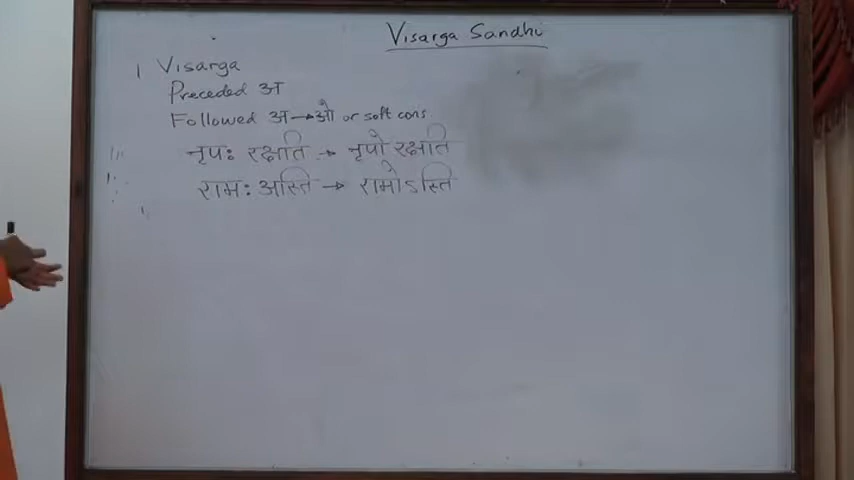 Visarga Sandhi
1 Visarga
Preceded अ
Followed अ→ओ or soft cons.
नृपः रक्षति → नृपो रक्षति
रामः अस्ति → रामोऽस्ति